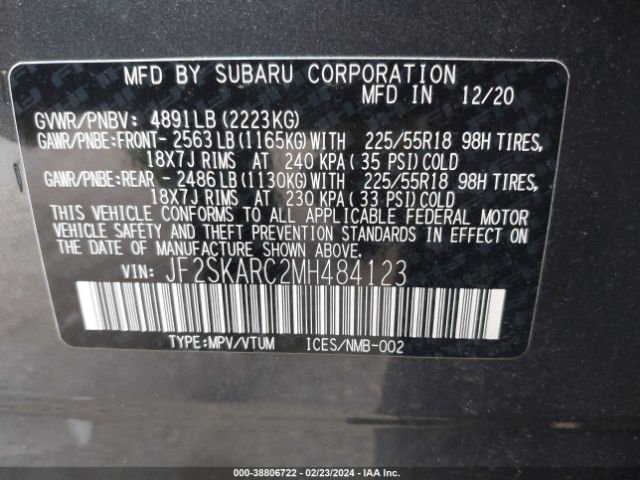 MFD BY SUBARU CORPORATION
MFD IN 12/20
GVWR/PNBV: 4891LB (2223KG)
GAWR/PNBE:FRONT- 2563 LB (1165KG) WITH 225/55R18 98H TIRES,
18X7J RIMS AT 240 KPA (35 PSI) COLD
GAWR/PNBE:REAR - 2486 LB (1130KG) WITH 225/55R18 98H TIRES,
18X7J RIMS AT 230 KPA (33 PSI) COLD
THIS VEHICLE CONFORMS TO ALL APPLICABLE FEDERAL MOTOR
VEHICLE SAFETY AND THEFT PREVENTION STANDARDS IN EFFECT ON
THE DATE OF MANUFACTURE SHOWN ABOVE.
VIN: JF2SKARC2MH484123
TYPE:MPV/VTUM ICES/NMB-002
000-38806722 - 02/23/2024 - IAA Inc.